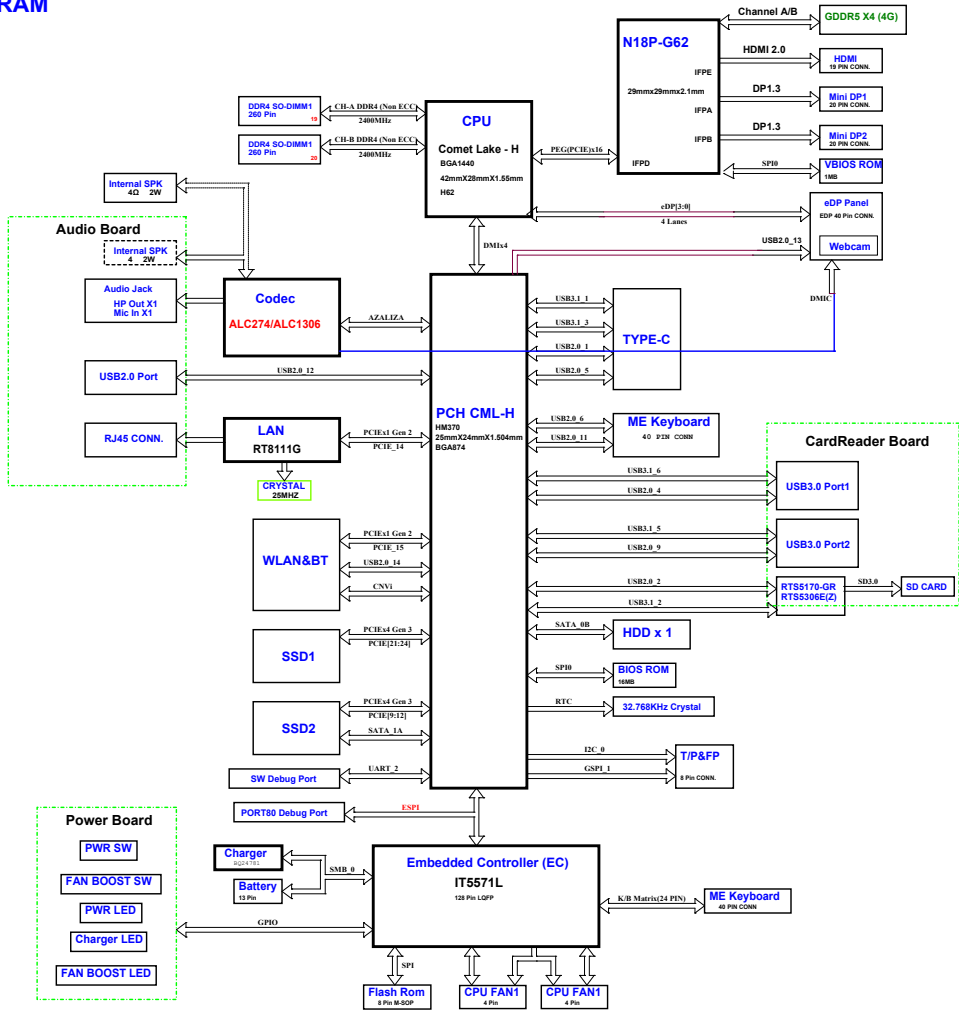 RAM
Channel A/B
GDDR5 X4 (4G)
N18P-G62
HDMI 2.0
HDMI
19 PIN CONN.
IFPE
29mmx29mmx2.1mm
DP1.3
Mini DP1
20 PIN CONN.
IFPA
DP1.3
Mini DP2
20 PIN CONN.
IFPB
IFPD
SPI0
VBIOS ROM
1MB
DDR4 SO-DIMM1
260 Pin
19
CH-A DDR4 (Non ECC)
2400MHz
DDR4 SO-DIMM1
260 Pin
20
CH-B DDR4 (Non ECC)
2400MHz
CPU
Comet Lake - H
BGA1440
42mmX28mmX1.55mm
H62
PEG(PCIE)x16
eDP[3:0]
4 Lanes
eDP Panel
EDP 40 Pin CONN.
Webcam
USB2.0_13
DMIC
DMIx4
Internal SPK
4Ω 2W
Audio Board
Internal SPK
4 2W
Audio Jack
HP Out X1
Mic In X1
Codec
ALC274/ALC1306
AZALIZA
USB2.0 Port
USB2.0_12
RJ45 CONN.
LAN
RT8111G
PCIEx1 Gen 2
PCIE_14
CRYSTAL
25MHZ
PCH CML-H
HM370
25mmX24mmX1.504mm
BGA874
USB3.1_1
USB3.1_3
USB2.0_1
USB2.0_5
TYPE-C
USB2.0_6
USB2.0_11
ME Keyboard
40 PIN CONN
CardReader Board
USB3.1_6
USB2.0_4
USB3.0 Port1
USB3.1_5
USB2.0_9
USB3.0 Port2
USB2.0_2
USB3.1_2
RTS5170-GR
RTS5306E(Z)
SD3.0
SD CARD
WLAN&BT
PCIEx1 Gen 2
PCIE_15
USB2.0_14
CNVi
SSD1
PCIEx4 Gen 3
PCIE[21:24]
SATA_0B
HDD x 1
SPI0
BIOS ROM
16MB
RTC
32.768KHz Crystal
SSD2
PCIEx4 Gen 3
PCIE[9:12]
SATA_1A
I2C_0
GSPI_1
T/P&FP
8 Pin CONN.
SW Debug Port
UART_2
PORT80 Debug Port
ESPI
Power Board
PWR SW
FAN BOOST SW
PWR LED
Charger LED
FAN BOOST LED
Charger
BQ24781
Battery
13 Pin
SMB_0
GPIO
Embedded Controller (EC)
IT5571L
128 Pin LQFP
K/B Matrix(24 PIN)
ME Keyboard
40 PIN CONN
SPI
Flash Rom
8 Pin M-SOP
CPU FAN1
4 Pin
CPU FAN1
4 Pin